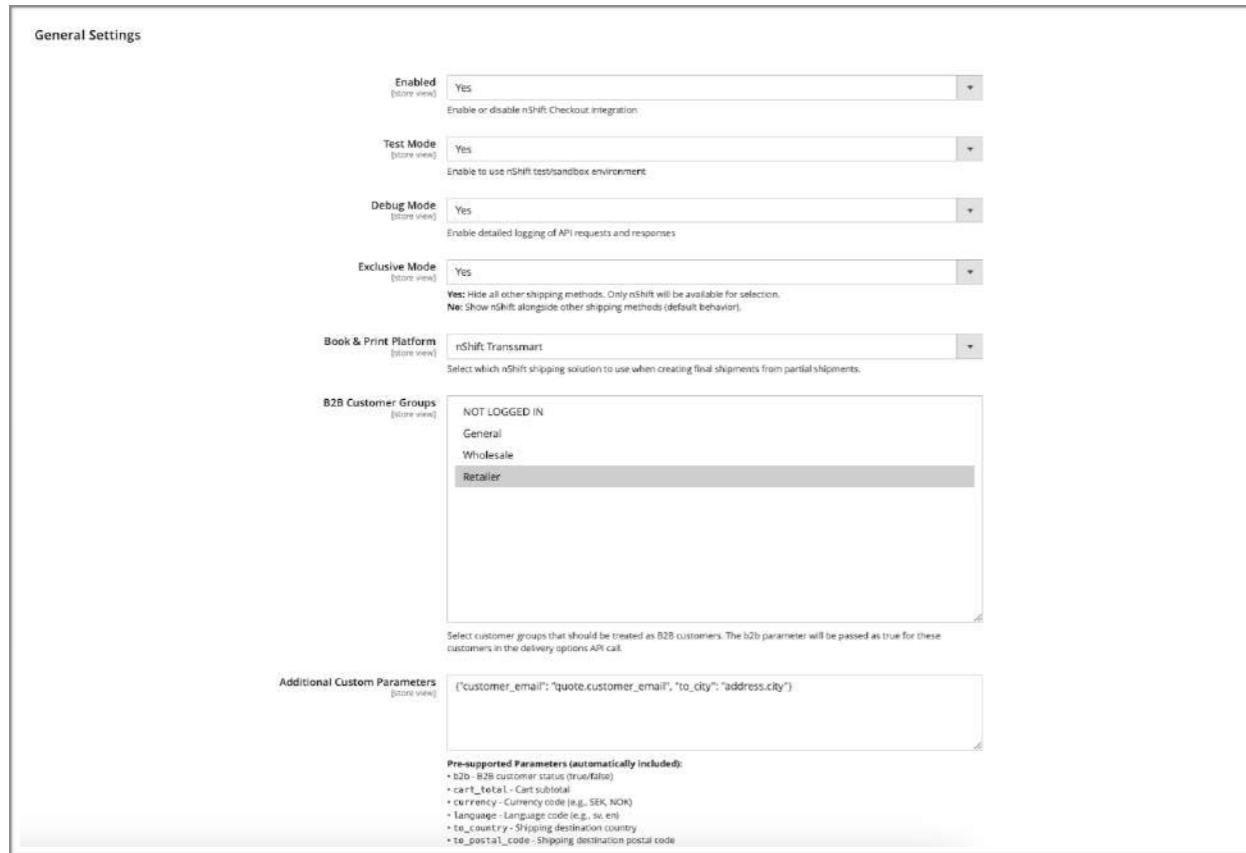 General Settings
Enabled
[store view]
Yes
Enable or disable nShift Checkout integration
Test Mode
[store view]
Yes
Enable to use nShift test/sandbox environment
Debug Mode
[store view]
Yes
Enable detailed logging of API requests and responses
Exclusive Mode
[store view]
Yes
Yes: Hide all other shipping methods. Only nShift will be available for selection.
No: Show nShift alongside other shipping methods (default behavior).
Book & Print Platform
[store view]
nShift Transsmart
Select which nShift shipping solution to use when creating final shipments from partial shipments.
B2B Customer Groups
[store view]
NOT LOGGED IN
General
Wholesale
Retailer
Select customer groups that should be treated as B2B customers. The b2b parameter will be passed as true for these
customers in the delivery options API call.
Additional Custom Parameters
[store view]
{"customer_email": "quote.customer_email", "to_city": "address.city"}
Pre-supported Parameters (automatically included):
• b2b - B2B customer status (true/false)
• cart_total - Cart subtotal
• currency - Currency code (e.g., SEK, NOK)
• language - Language code (e.g., sv, en)
• to_country - Shipping destination country
• to_postal_code - Shipping destination postal code